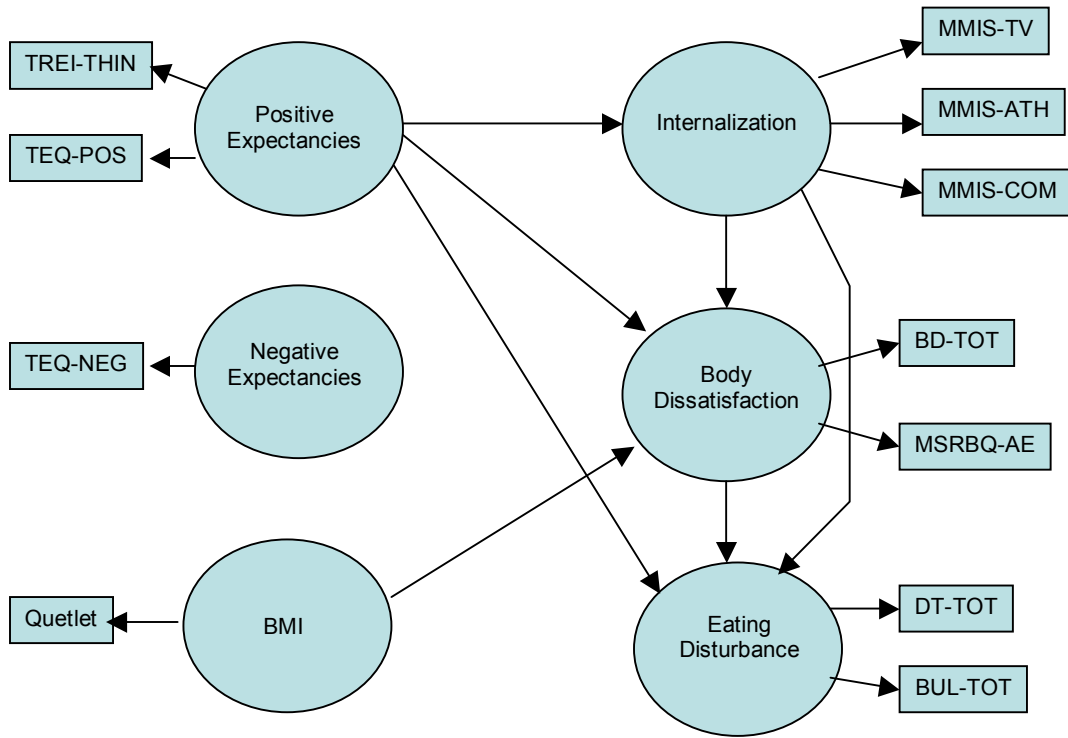 TREI-THIN
TEQ-POS
Positive
Expectancies
Internalization
MMIS-TV
MMIS-ATH
MMIS-COM
TEQ-NEG
Negative
Expectancies
Body
Dissatisfaction
BD-TOT
MSRBQ-AE
Quetlet
BMI
Eating
Disturbance
DT-TOT
BUL-TOT